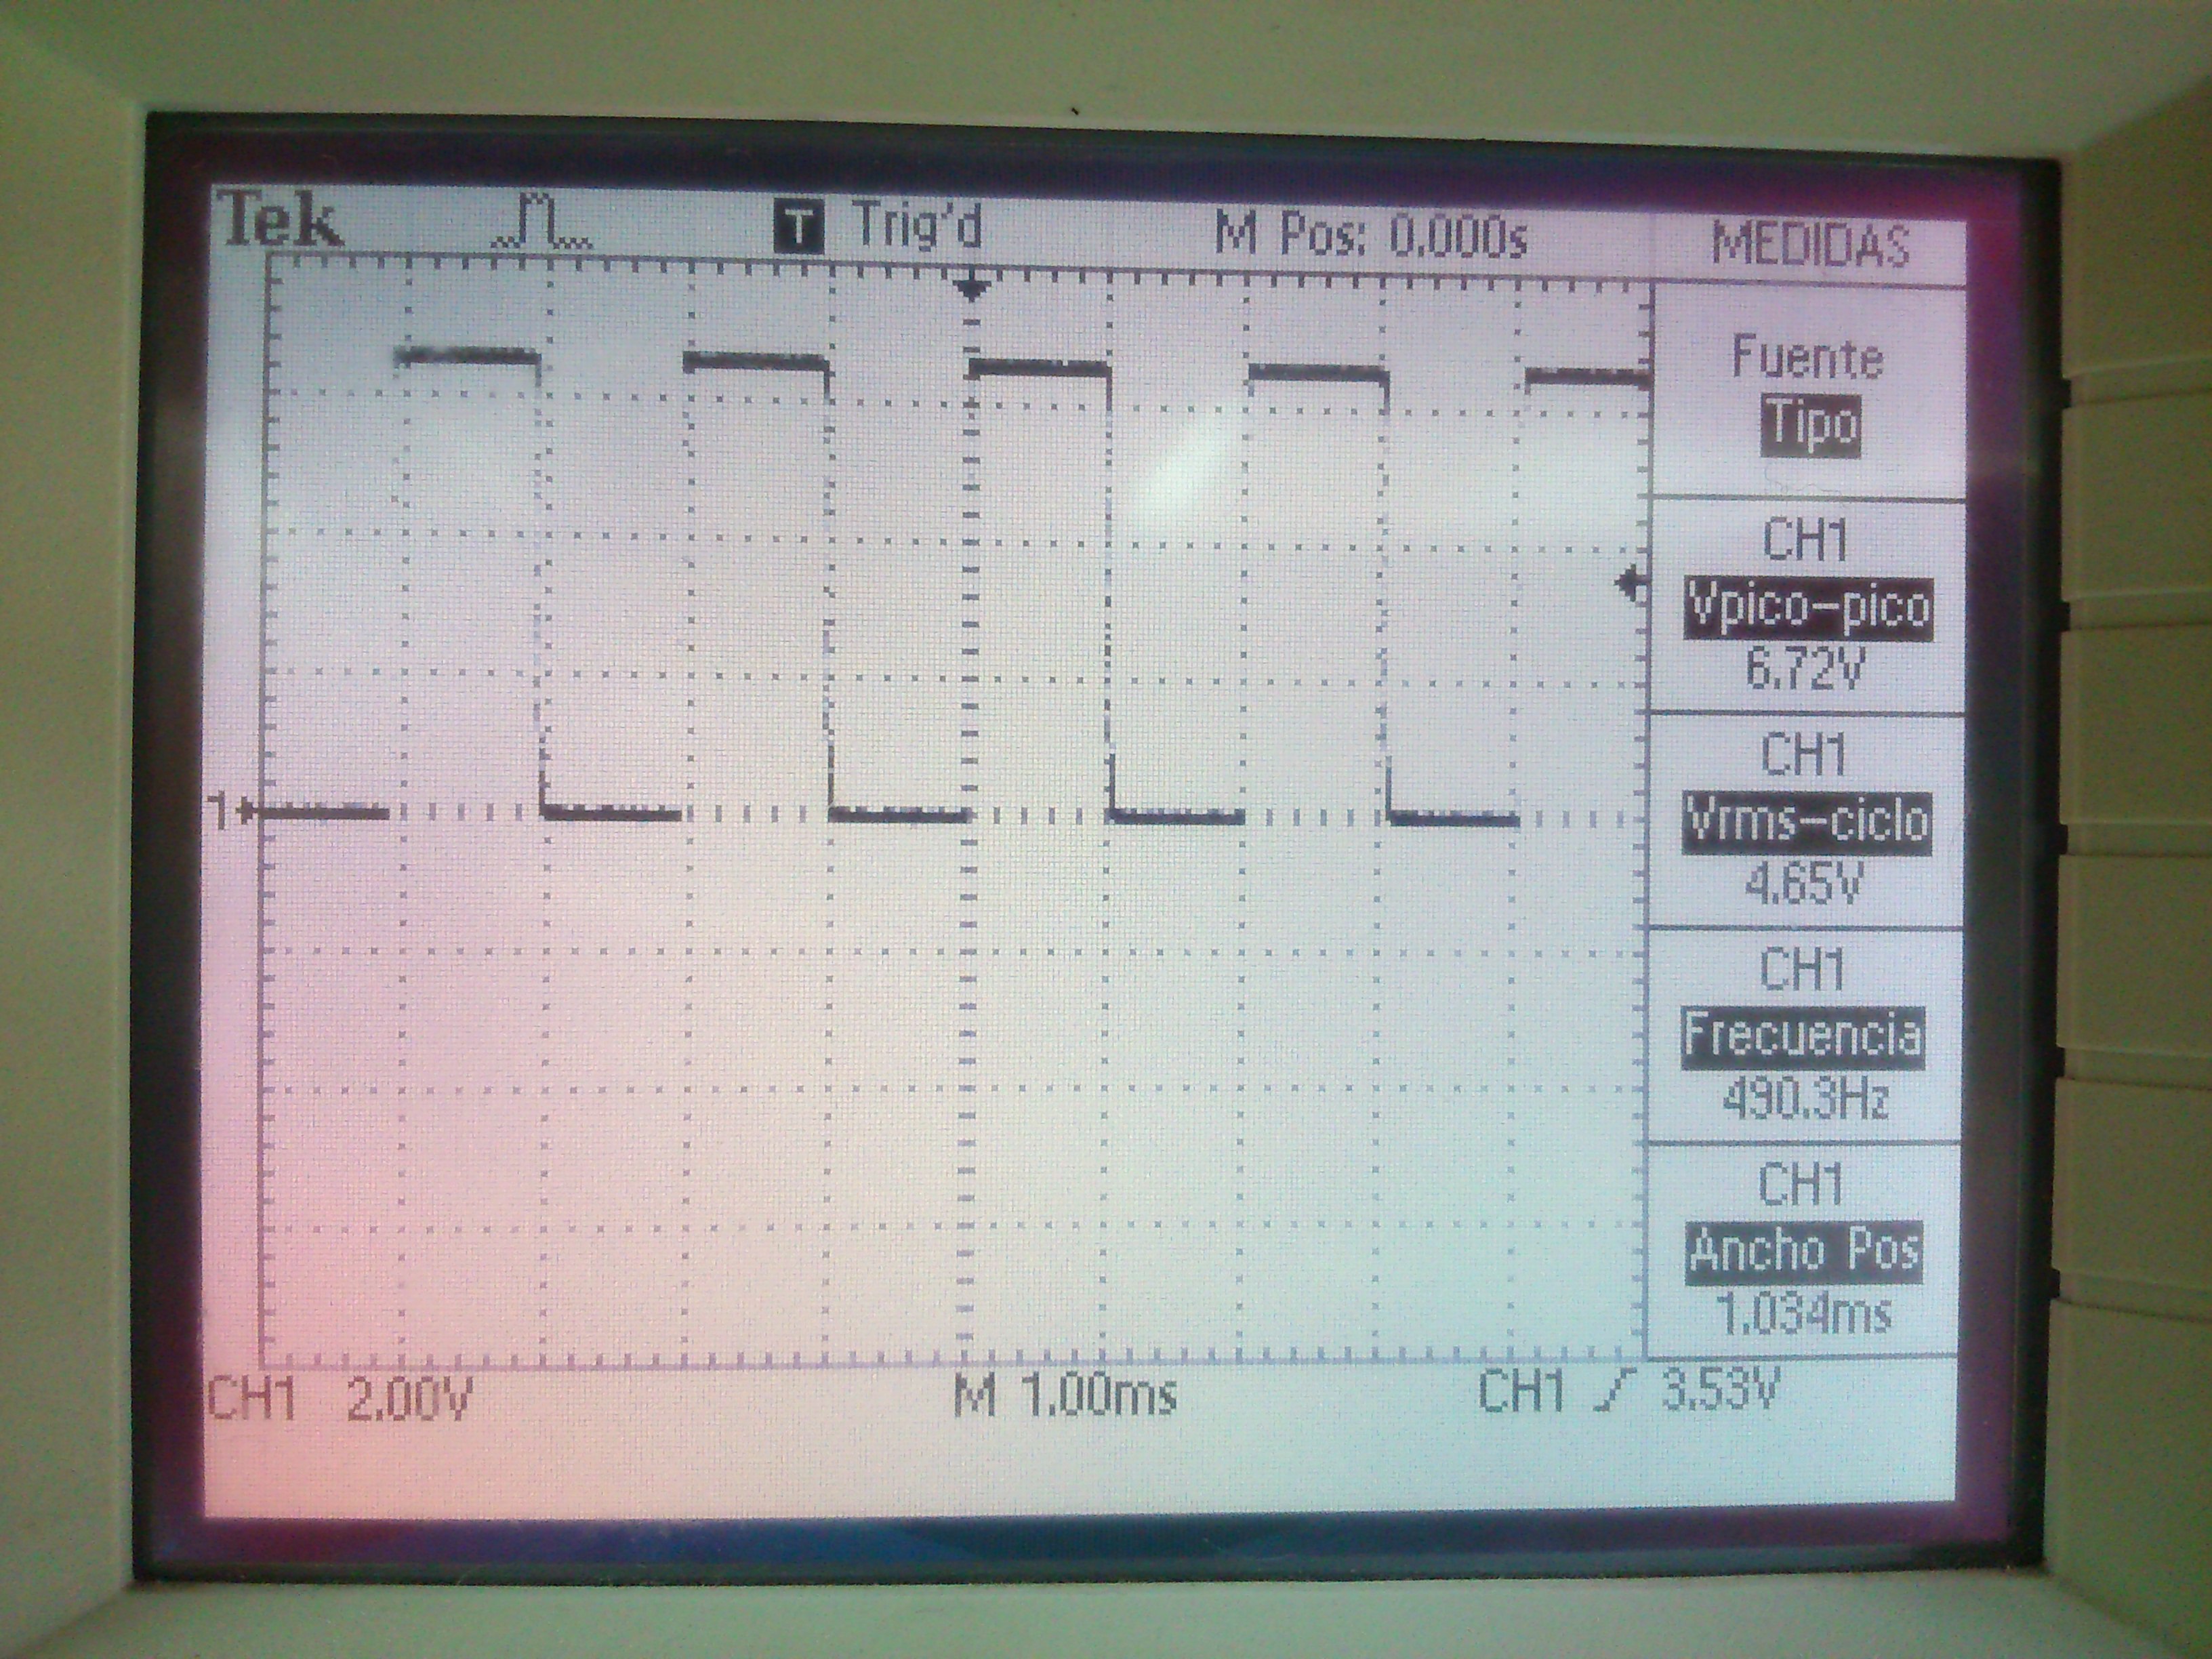 Tek T Trig'd M Pos: 0.000s MEDIDAS
Fuente
Tipo
CH1
Vpico-pico
6.72V
1
CH1
Vrms-ciclo
4.65V
CH1
Frecuencia
490.3Hz
CH1
Ancho Pos
1.034ms
CH1 2.00V M 1.00ms CH1 3.53V